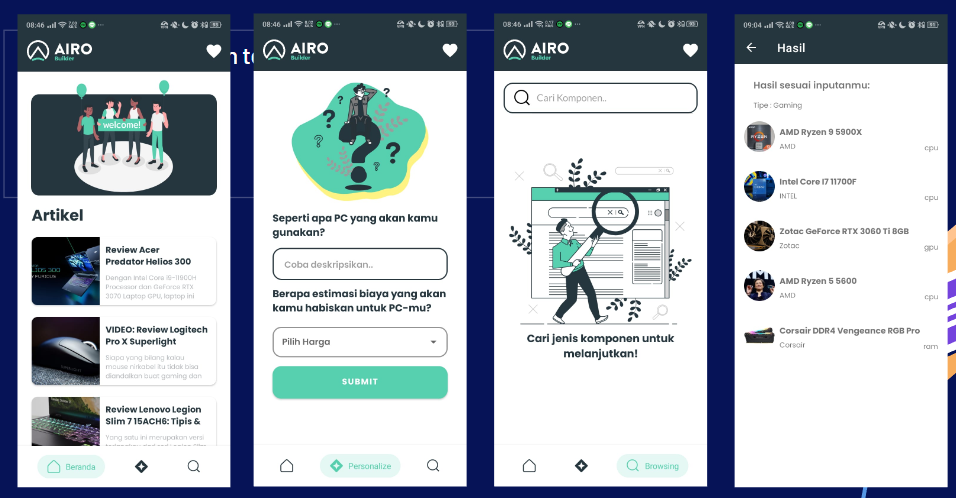 n t
08:46
AIRO
Builder
welcome!
Artikel
Review Acer
Predator Helios 300
Dengan Intel Core i5-11900H
Processor dan GeForce RTX
3070 Laptop GPU, laptop ini
VIDEO: Review Logitech
Pro X Superlight
Siapa yang bilang kalau
mouse nirkabel itu tidak bisa
diandalkan buat gaming dan
Review Lenovo Legion
Slim 7 15ACH6: Tipis &
Yang satu ini merupakan versi
Beranda
08:46
AIRO
Builder
Seperti apa PC yang akan kamu
gunakan?
Coba deskripsikan..
Berapa estimasi biaya yang akan
kamu habiskan untuk PC-mu?
Pilih Harga
SUBMIT
Personalize
08:46
AIRO
Builder
Cari Komponen..
Cari jenis komponen untuk
melanjutkan!
Browsing
09:04
Hasil
Hasil sesuai inputanmu:
Tipe : Gaming
AMD Ryzen 9 5900X
AMD
cpu
Intel Core I7 11700F
INTEL
cpu
Zotac GeForce RTX 3060 Ti 8GB
Zotac
gpu
AMD Ryzen 5 5600
AMD
cpu
Corsair DDR4 Vengeance RGB Pro
Corsair
ram